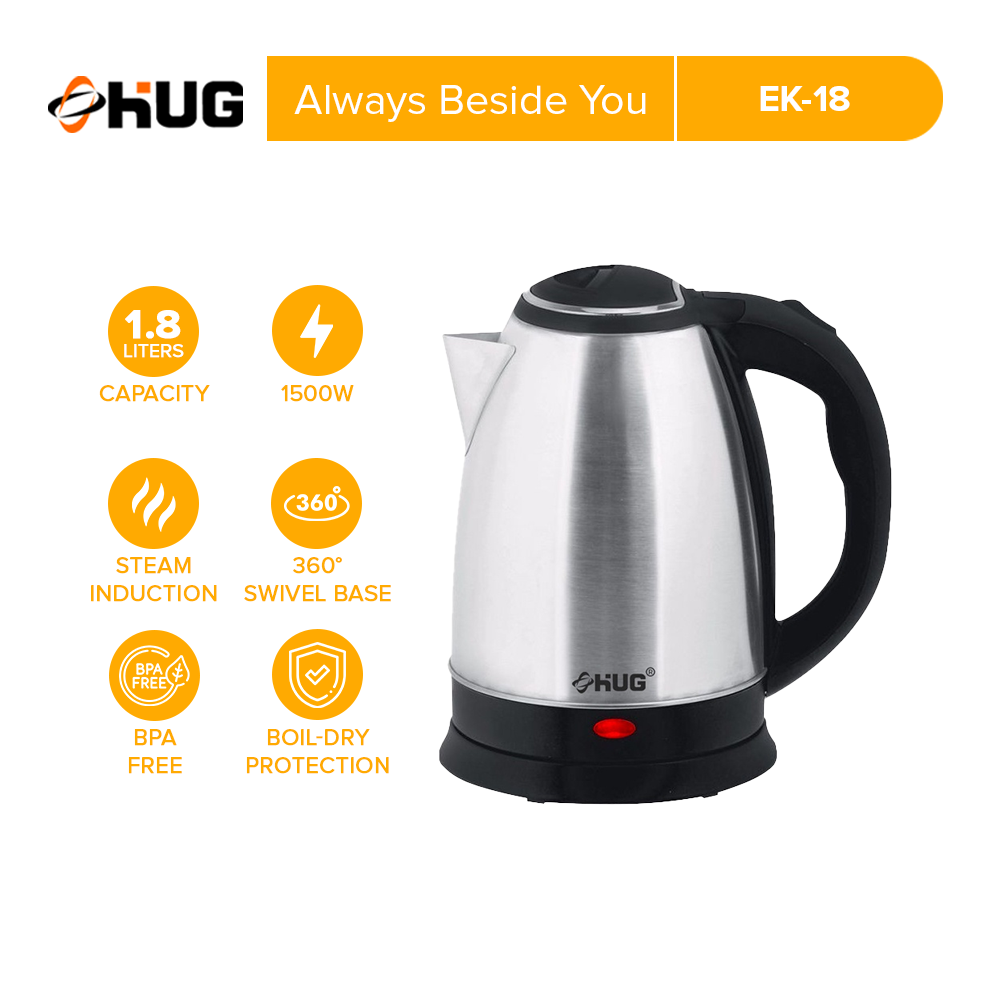 HUG
Always Beside You
EK-18
1.8
LITERS
CAPACITY
1500W
STEAM
INDUCTION
360°
360°
SWIVEL BASE
BPA
FREE
BPA
FREE
BOIL-DRY
PROTECTION
HUG®